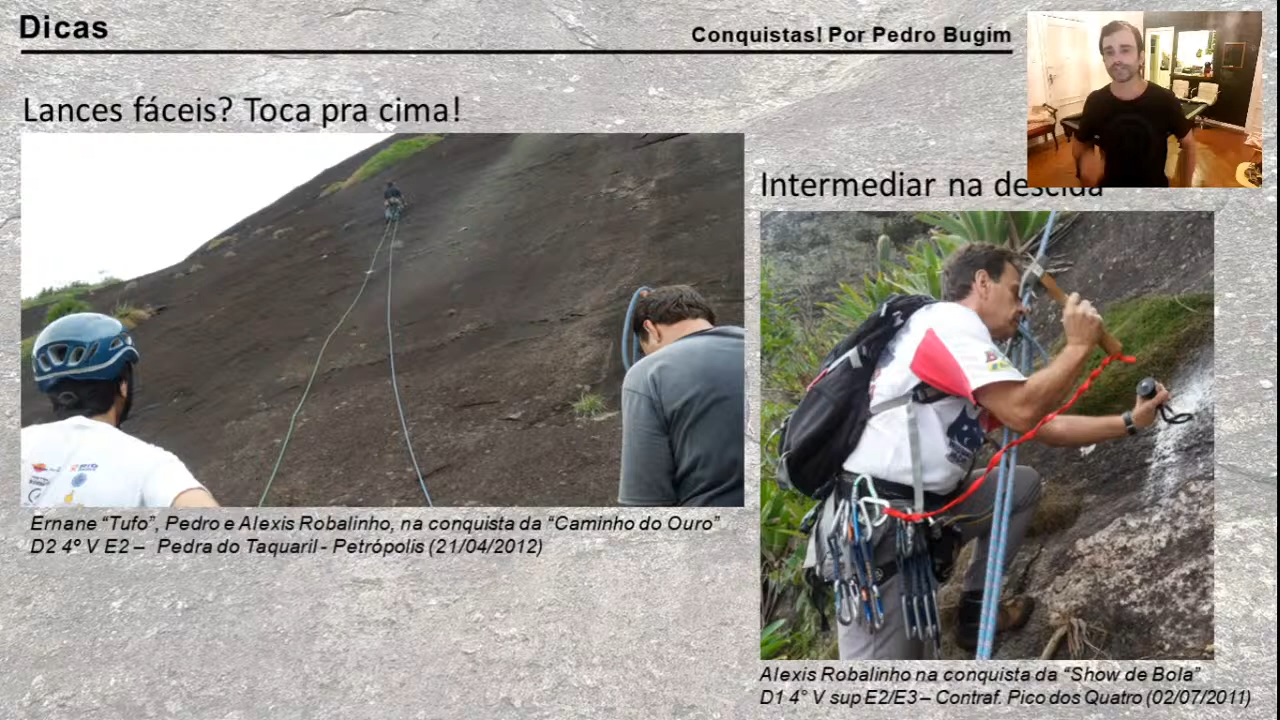 Dicas
Conquistas! Por Pedro Bugim
Lances fáceis? Toca pra cima!
Intermediar na descida
Ernane “Tufo”, Pedro e Alexis Robalinho, na conquista da “Caminho do Ouro”
D2 4º V E2 – Pedra do Taquaril - Petrópolis (21/04/2012)
Alexis Robalinho na conquista da “Show de Bola”
D1 4° V sup E2/E3 – Contraf. Pico dos Quatro (02/07/2011)